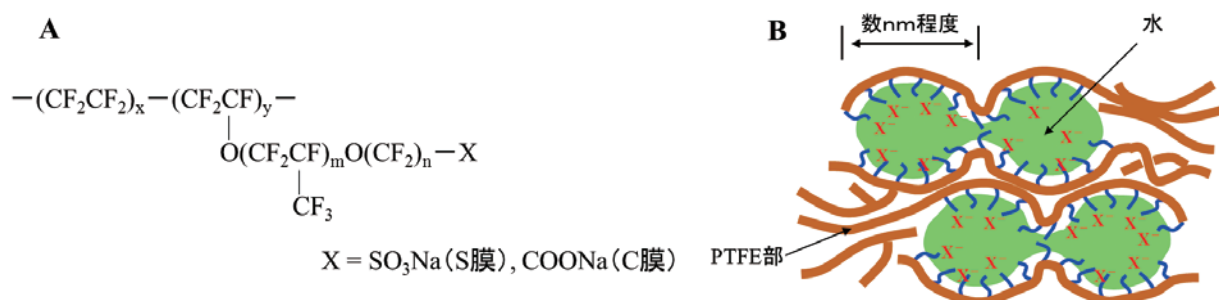 A
—(CF₂CF₂)ₓ—(CF₂CF)ᵧ—
O(CF₂CF)ₘO(CF₂)ₙ—X
CF₃
X = SO₃Na(S膜), COONa(C膜)
B
数nm程度
水
X⁻ X⁻ X⁻ X⁻ X⁻ X⁻ X⁻ X⁻ X⁻ X⁻
PTFE部
X⁻ X⁻ X⁻ X⁻ X⁻ X⁻ X⁻ X⁻ X⁻ X⁻